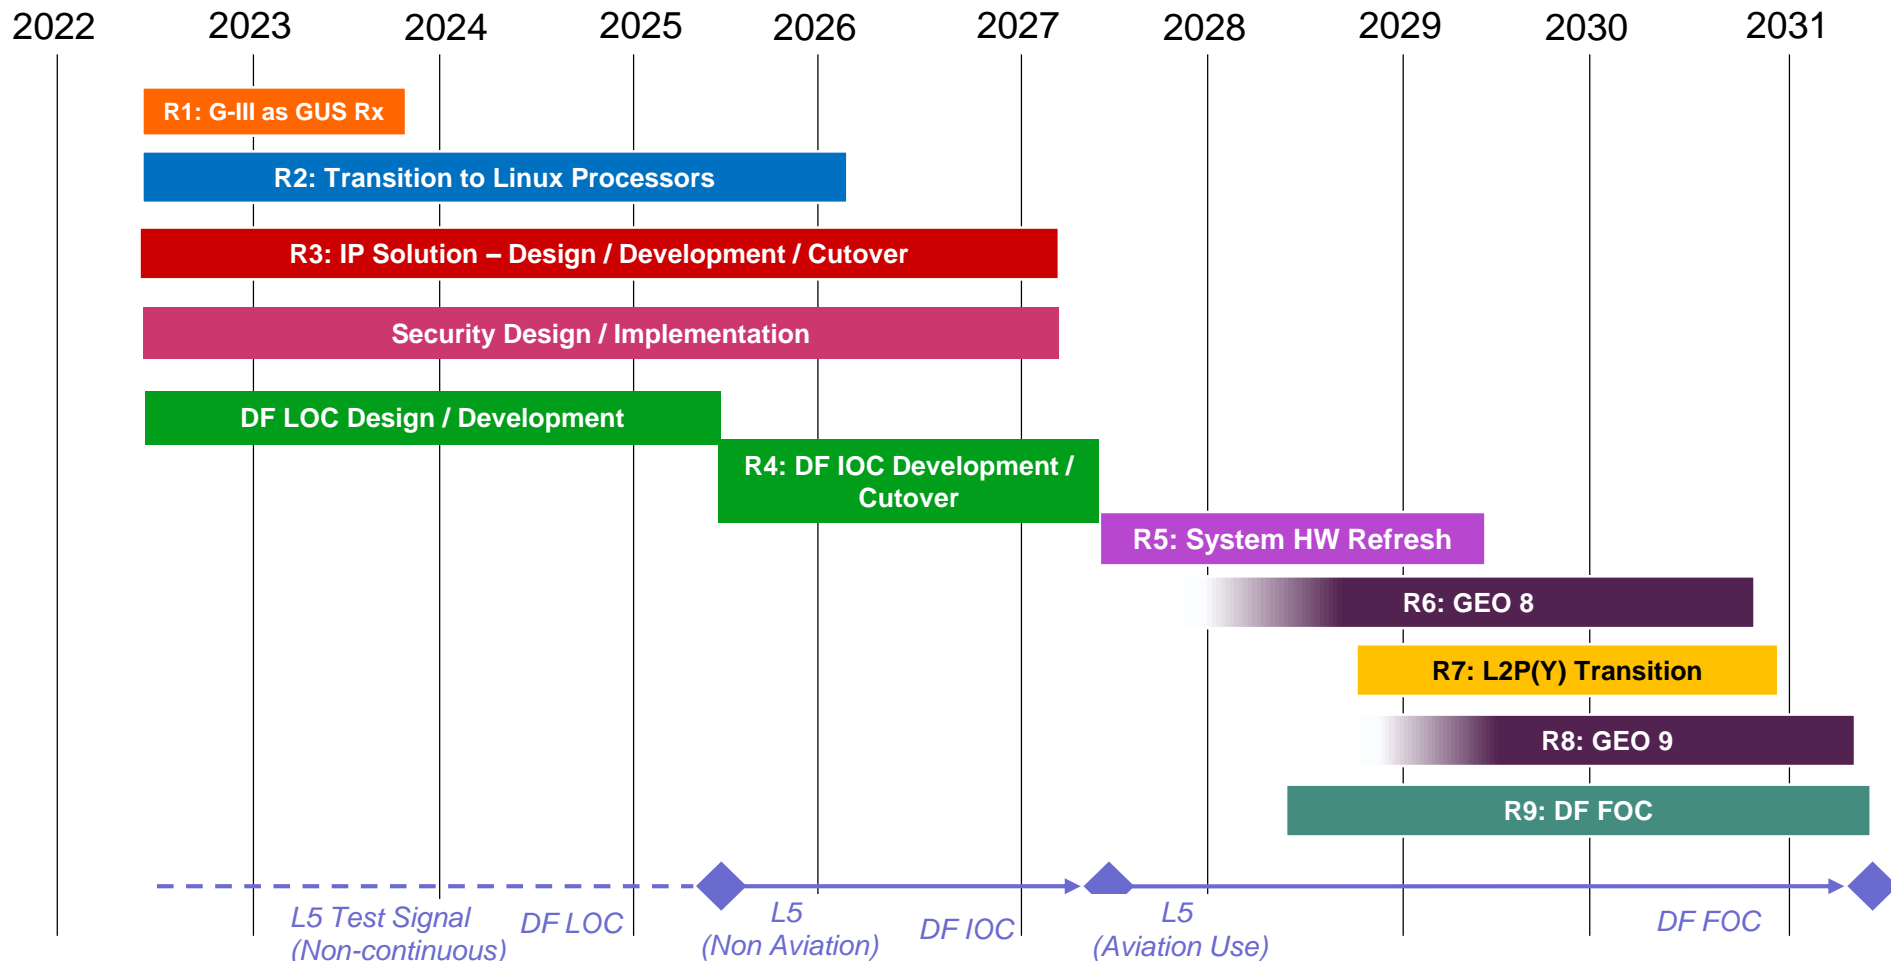 2022 2023 2024 2025 2026 2027 2028 2029 2030 2031
R1: G-III as GUS Rx
R2: Transition to Linux Processors
R3: IP Solution – Design / Development / Cutover
Security Design / Implementation
DF LOC Design / Development
R4: DF IOC Development /
Cutover
R5: System HW Refresh
R6: GEO 8
R7: L2P(Y) Transition
R8: GEO 9
R9: DF FOC
L5 Test Signal
(Non-continuous)
DF LOC
L5
(Non Aviation)
DF IOC
L5
(Aviation Use)
DF FOC